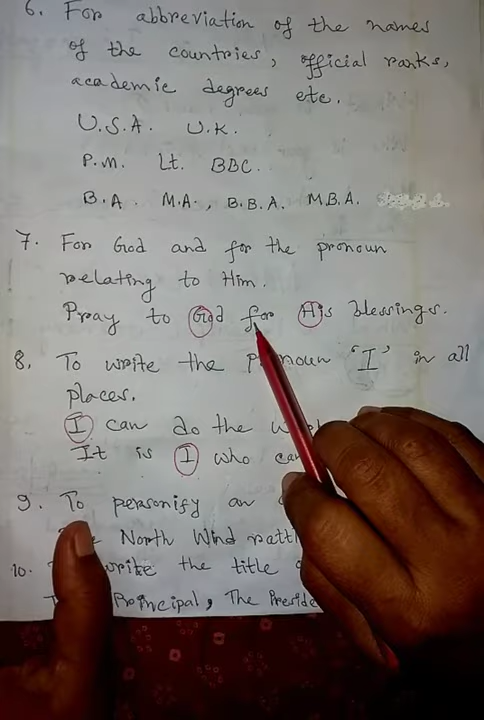 6. For abbreviation of the names
of the countries, official ranks,
academic degrees etc.
U.S.A. U.K.
P.M. Lt. BBC.
B.A. M.A., B.B.A. M.B.A.
7. For God and for the pronoun
relating to Him.
Pray to God for His blessings.
8. To write the pronoun 'I' in all
places.
I can do the
It is I who can
9. To personify an
North Wind
10. write the title
Principal, The